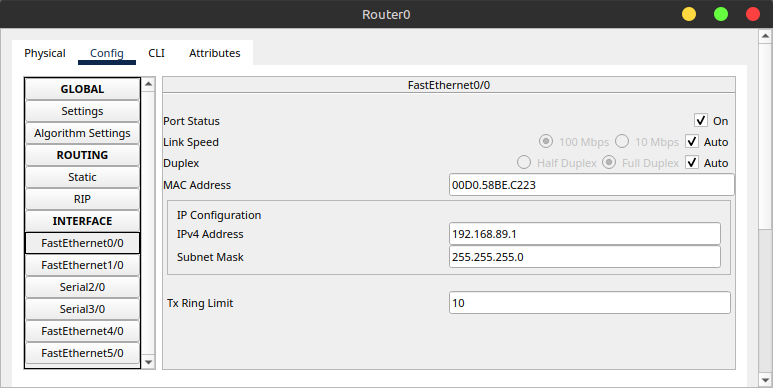 Router0
Physical Config CLI Attributes
GLOBAL
Settings
Algorithm Settings
ROUTING
Static
RIP
INTERFACE
FastEthernet0/0
FastEthernet1/0
Serial2/0
Serial3/0
FastEthernet4/0
FastEthernet5/0
FastEthernet0/0
Port Status On
Link Speed 100 Mbps 10 Mbps Auto
Duplex Half Duplex Full Duplex Auto
MAC Address 00D0.58BE.C223
IP Configuration
IPv4 Address 192.168.89.1
Subnet Mask 255.255.255.0
Tx Ring Limit 10